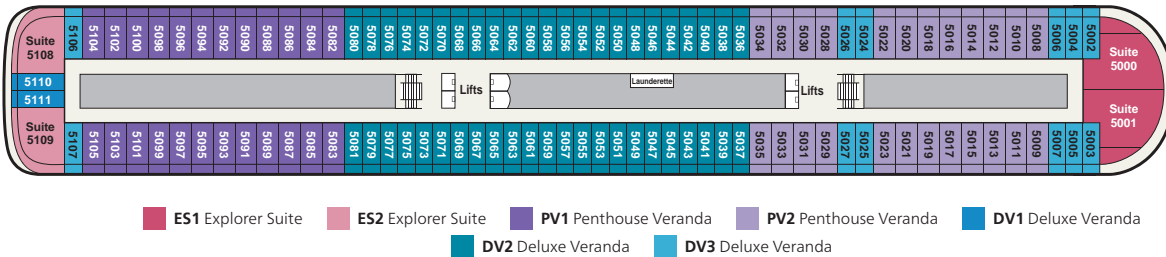 Suite
5108
5106 5104 5102 5100 5098 5096 5094 5092 5090 5088 5086 5084 5082 5080 5078 5076 5074 5072 5070 5068 5066 5064 5062 5060 5058 5056 5054 5052 5050 5048 5046 5044 5042 5040 5038 5036 5034 5032 5030 5028 5026 5024 5022 5020 5018 5016 5014 5012 5010 5008 5006 5004 5002
Suite
5000
5110
5111
Lifts
Launderette
Lifts
Suite
5001
Suite
5109
5107 5105 5103 5101 5099 5097 5095 5093 5091 5089 5087 5085 5083 5081 5079 5077 5075 5073 5071 5069 5067 5065 5063 5061 5059 5057 5055 5053 5051 5049 5047 5045 5043 5041 5039 5037 5035 5033 5031 5029 5027 5025 5023 5021 5019 5017 5015 5013 5011 5009 5007 5005 5003
ES1 Explorer Suite ES2 Explorer Suite PV1 Penthouse Veranda PV2 Penthouse Veranda DV1 Deluxe Veranda
DV2 Deluxe Veranda DV3 Deluxe Veranda